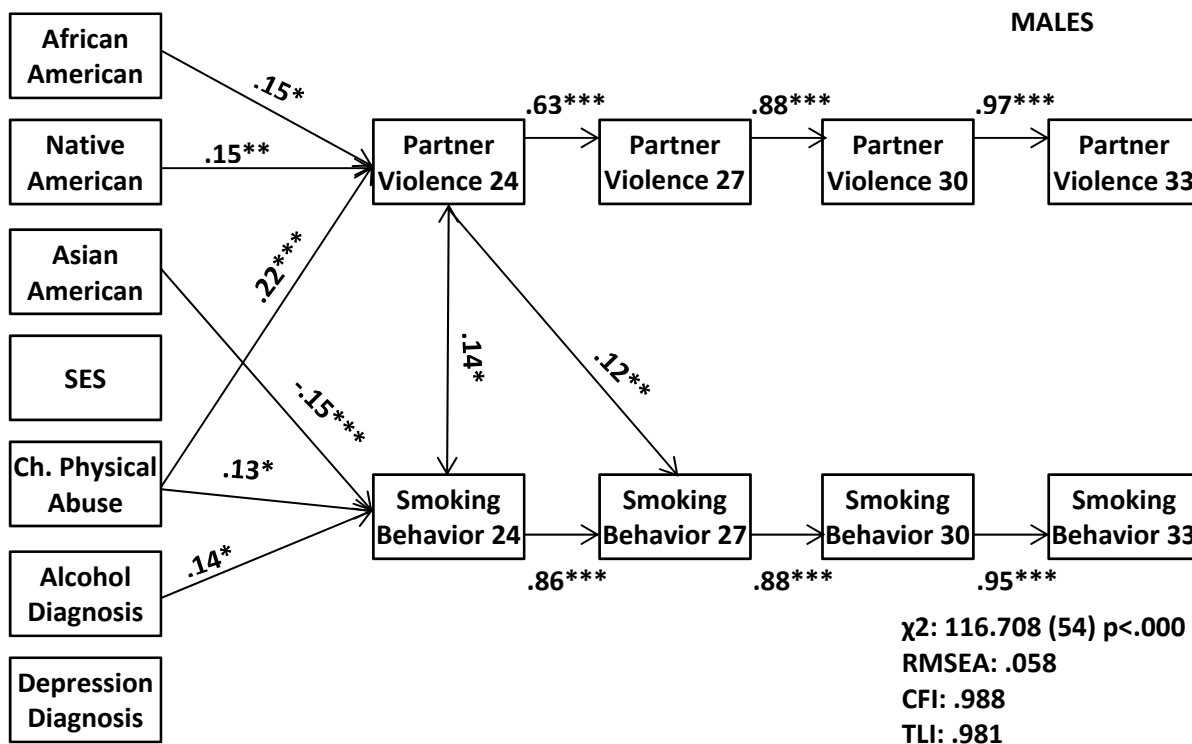 MALES
African
American
Native
American
Asian
American
SES
Ch. Physical
Abuse
Alcohol
Diagnosis
Depression
Diagnosis
.15*
.15**
.22***
-.15***
.13*
.14*
Partner
Violence 24
.63***
Partner
Violence 27
.88***
Partner
Violence 30
.97***
Partner
Violence 33
.14*
.12**
Smoking
Behavior 24
.86***
Smoking
Behavior 27
.88***
Smoking
Behavior 30
.95***
Smoking
Behavior 33
χ2: 116.708 (54) p<.000
RMSEA: .058
CFI: .988
TLI: .981